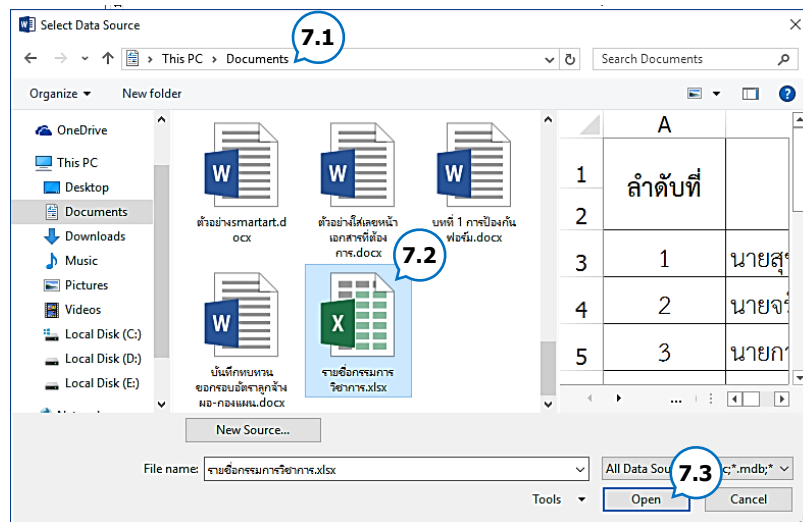 Select Data Source
7.1
This PC > Documents
Search Documents
Organize
New folder
OneDrive
This PC
Desktop
Documents
Downloads
Music
Pictures
Videos
Local Disk (C:)
Local Disk (D:)
Local Disk (E:)
W
ตัวอย่างsmartart.d
ocx
W
ตัวอย่างใส่เลขหน้า
เอกสารที่ต้อง
การ.docx
W
บทที่ 1 การป้องกัน
ฟอร์ม.docx
7.2
W
บันทึกทบทวน
ขอกรอบอัตราลูกจ้าง
ผอ-กองแผน.docx
X
รายชื่อกรรมการ
วิชาการ.xlsx
A
1
ลำดับที่
2
3 1
4 2
5 3 นายกา
...
New Source...
File name: รายชื่อกรรมการวิชาการ.xlsx
All Data Sou
c;*.mdb;*
7.3
Tools
Open
Cancel